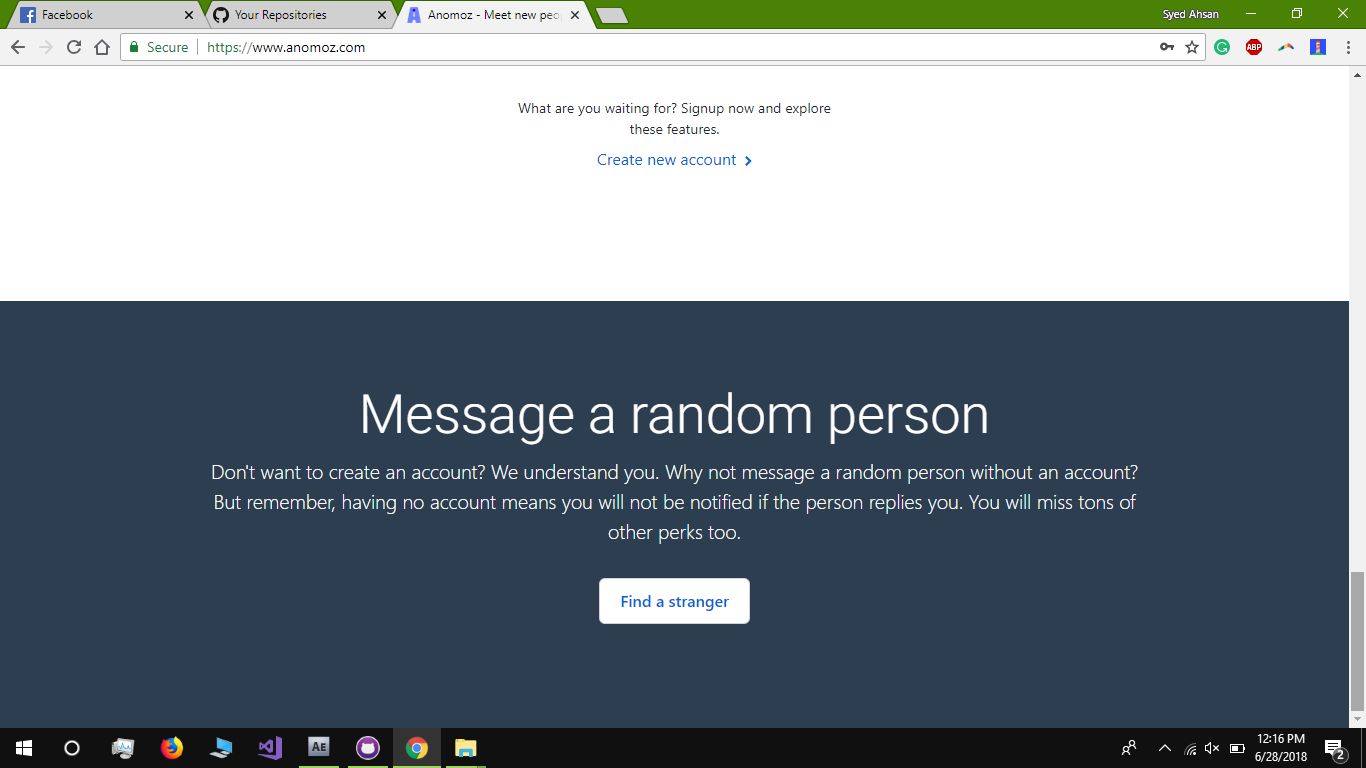 Facebook
Your Repositories
Anomoz - Meet new peo
Syed Ahsan
Secure
https://www.anomoz.com
ABP
What are you waiting for? Signup now and explore
these features.
Create new account
Message a random person
Don't want to create an account? We understand you. Why not message a random person without an account?
But remember, having no account means you will not be notified if the person replies you. You will miss tons of
other perks too.
Find a stranger
AE
12:16 PM
6/28/2018
2